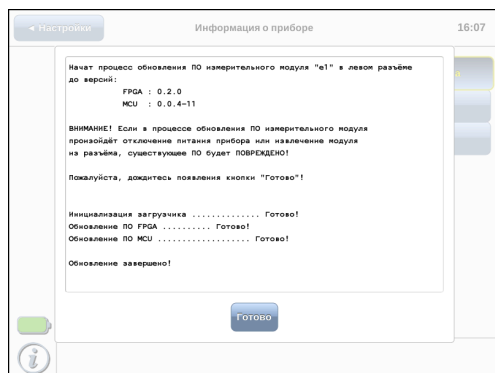 ◄ Настройки
Информация о приборе
16:07
Начат процесс обновления ПО измерительного модуля "e1" в левом разъёме
до версий:
FPGA : 0.2.0
MCU : 0.0.4-11
ВНИМАНИЕ! Если в процессе обновления ПО измерительного модуля
произойдёт отключение питания прибора или извлечение модуля
из разъёма, существующее ПО будет ПОВРЕЖДЕНО!
Пожалуйста, дождитесь появления кнопки "Готово"!
Инициализация загрузчика .............. Готово!
Обновление ПО FPGA .......... Готово!
Обновление ПО MCU ................... Готово!
Обновление завершено!
Готово